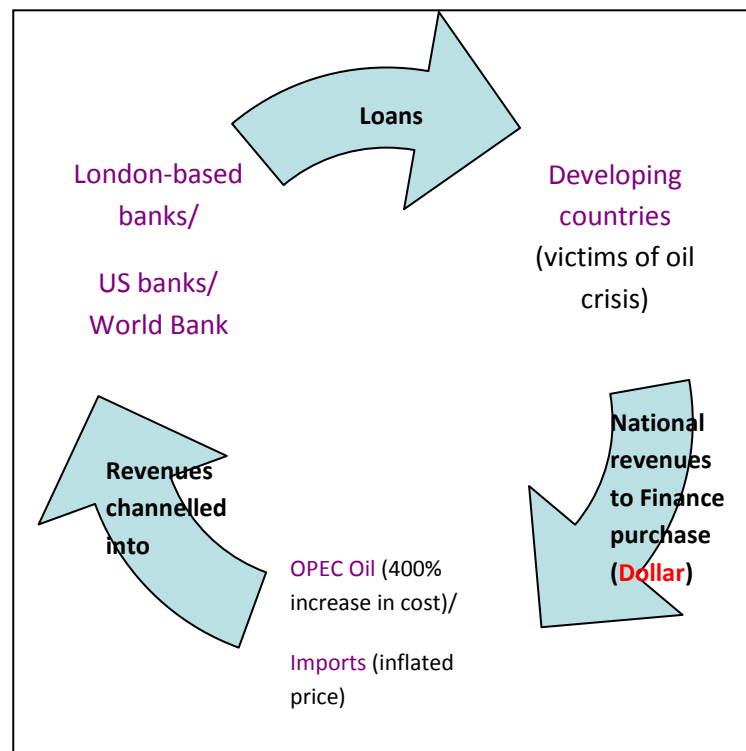 Loans
London-based
banks/
US banks/
World Bank
Developing
countries
(victims of oil
crisis)
National
revenues
to Finance
purchase
(Dollar)
Revenues
channelled
into
OPEC Oil (400%
increase in cost)/
Imports (inflated
price)